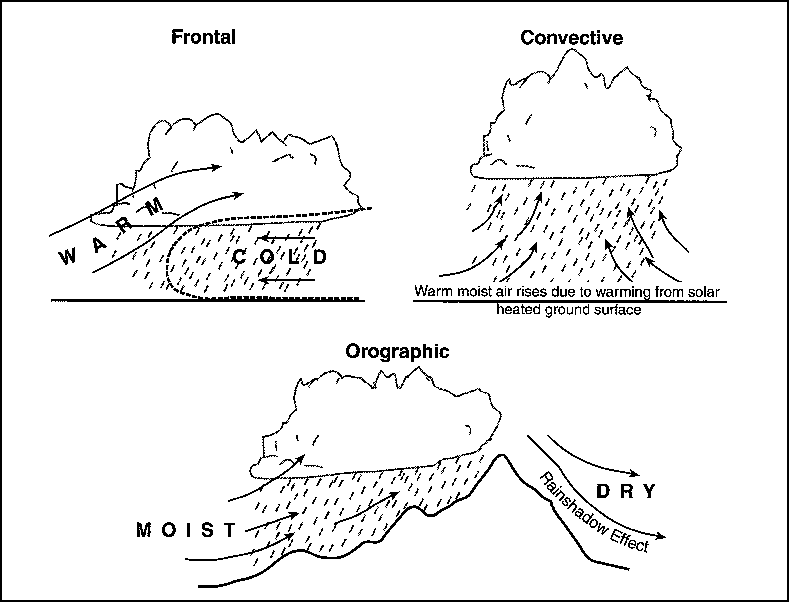 Frontal
Convective
W A R M
C O L D
Warm moist air rises due to warming from solar
heated ground surface
Orographic
M O I S T
D R Y
Rainshadow Effect